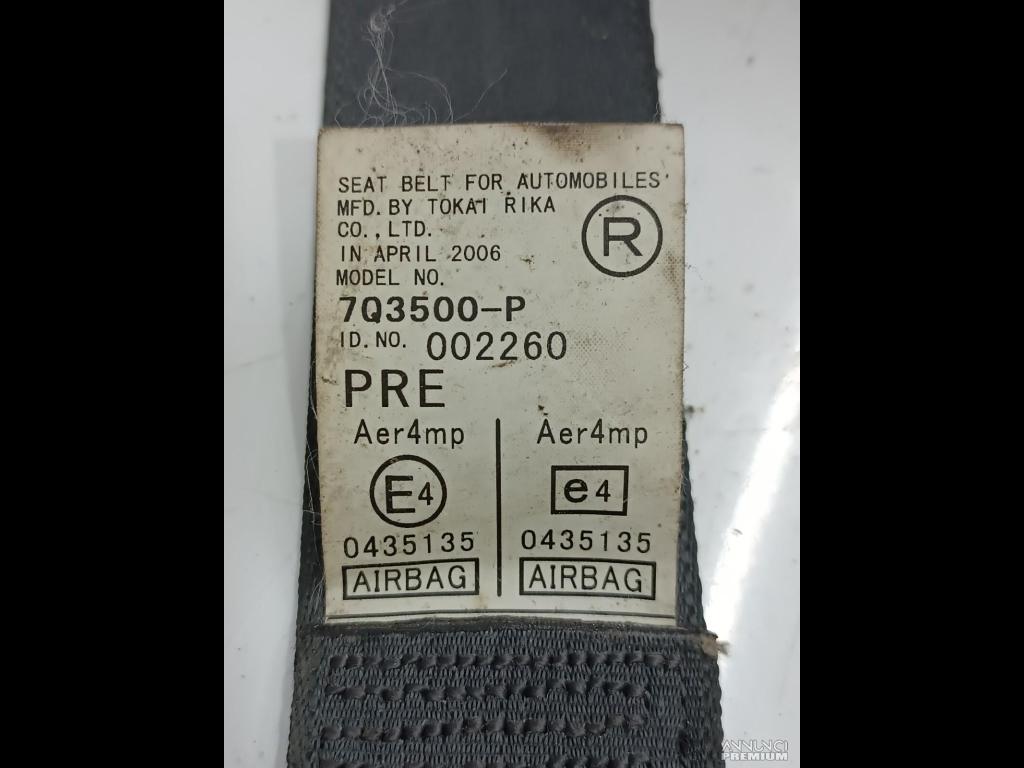 SEAT BELT FOR AUTOMOBILES
MFD. BY TOKAI RIKA
CO., LTD.
IN APRIL 2006
R
MODEL NO.
7Q3500-P
ID. NO. 002260
PRE
Aer4mp Aer4mp
E4 e4
0435135 0435135
AIRBAG AIRBAG
ANNUNCI
PREMIUM